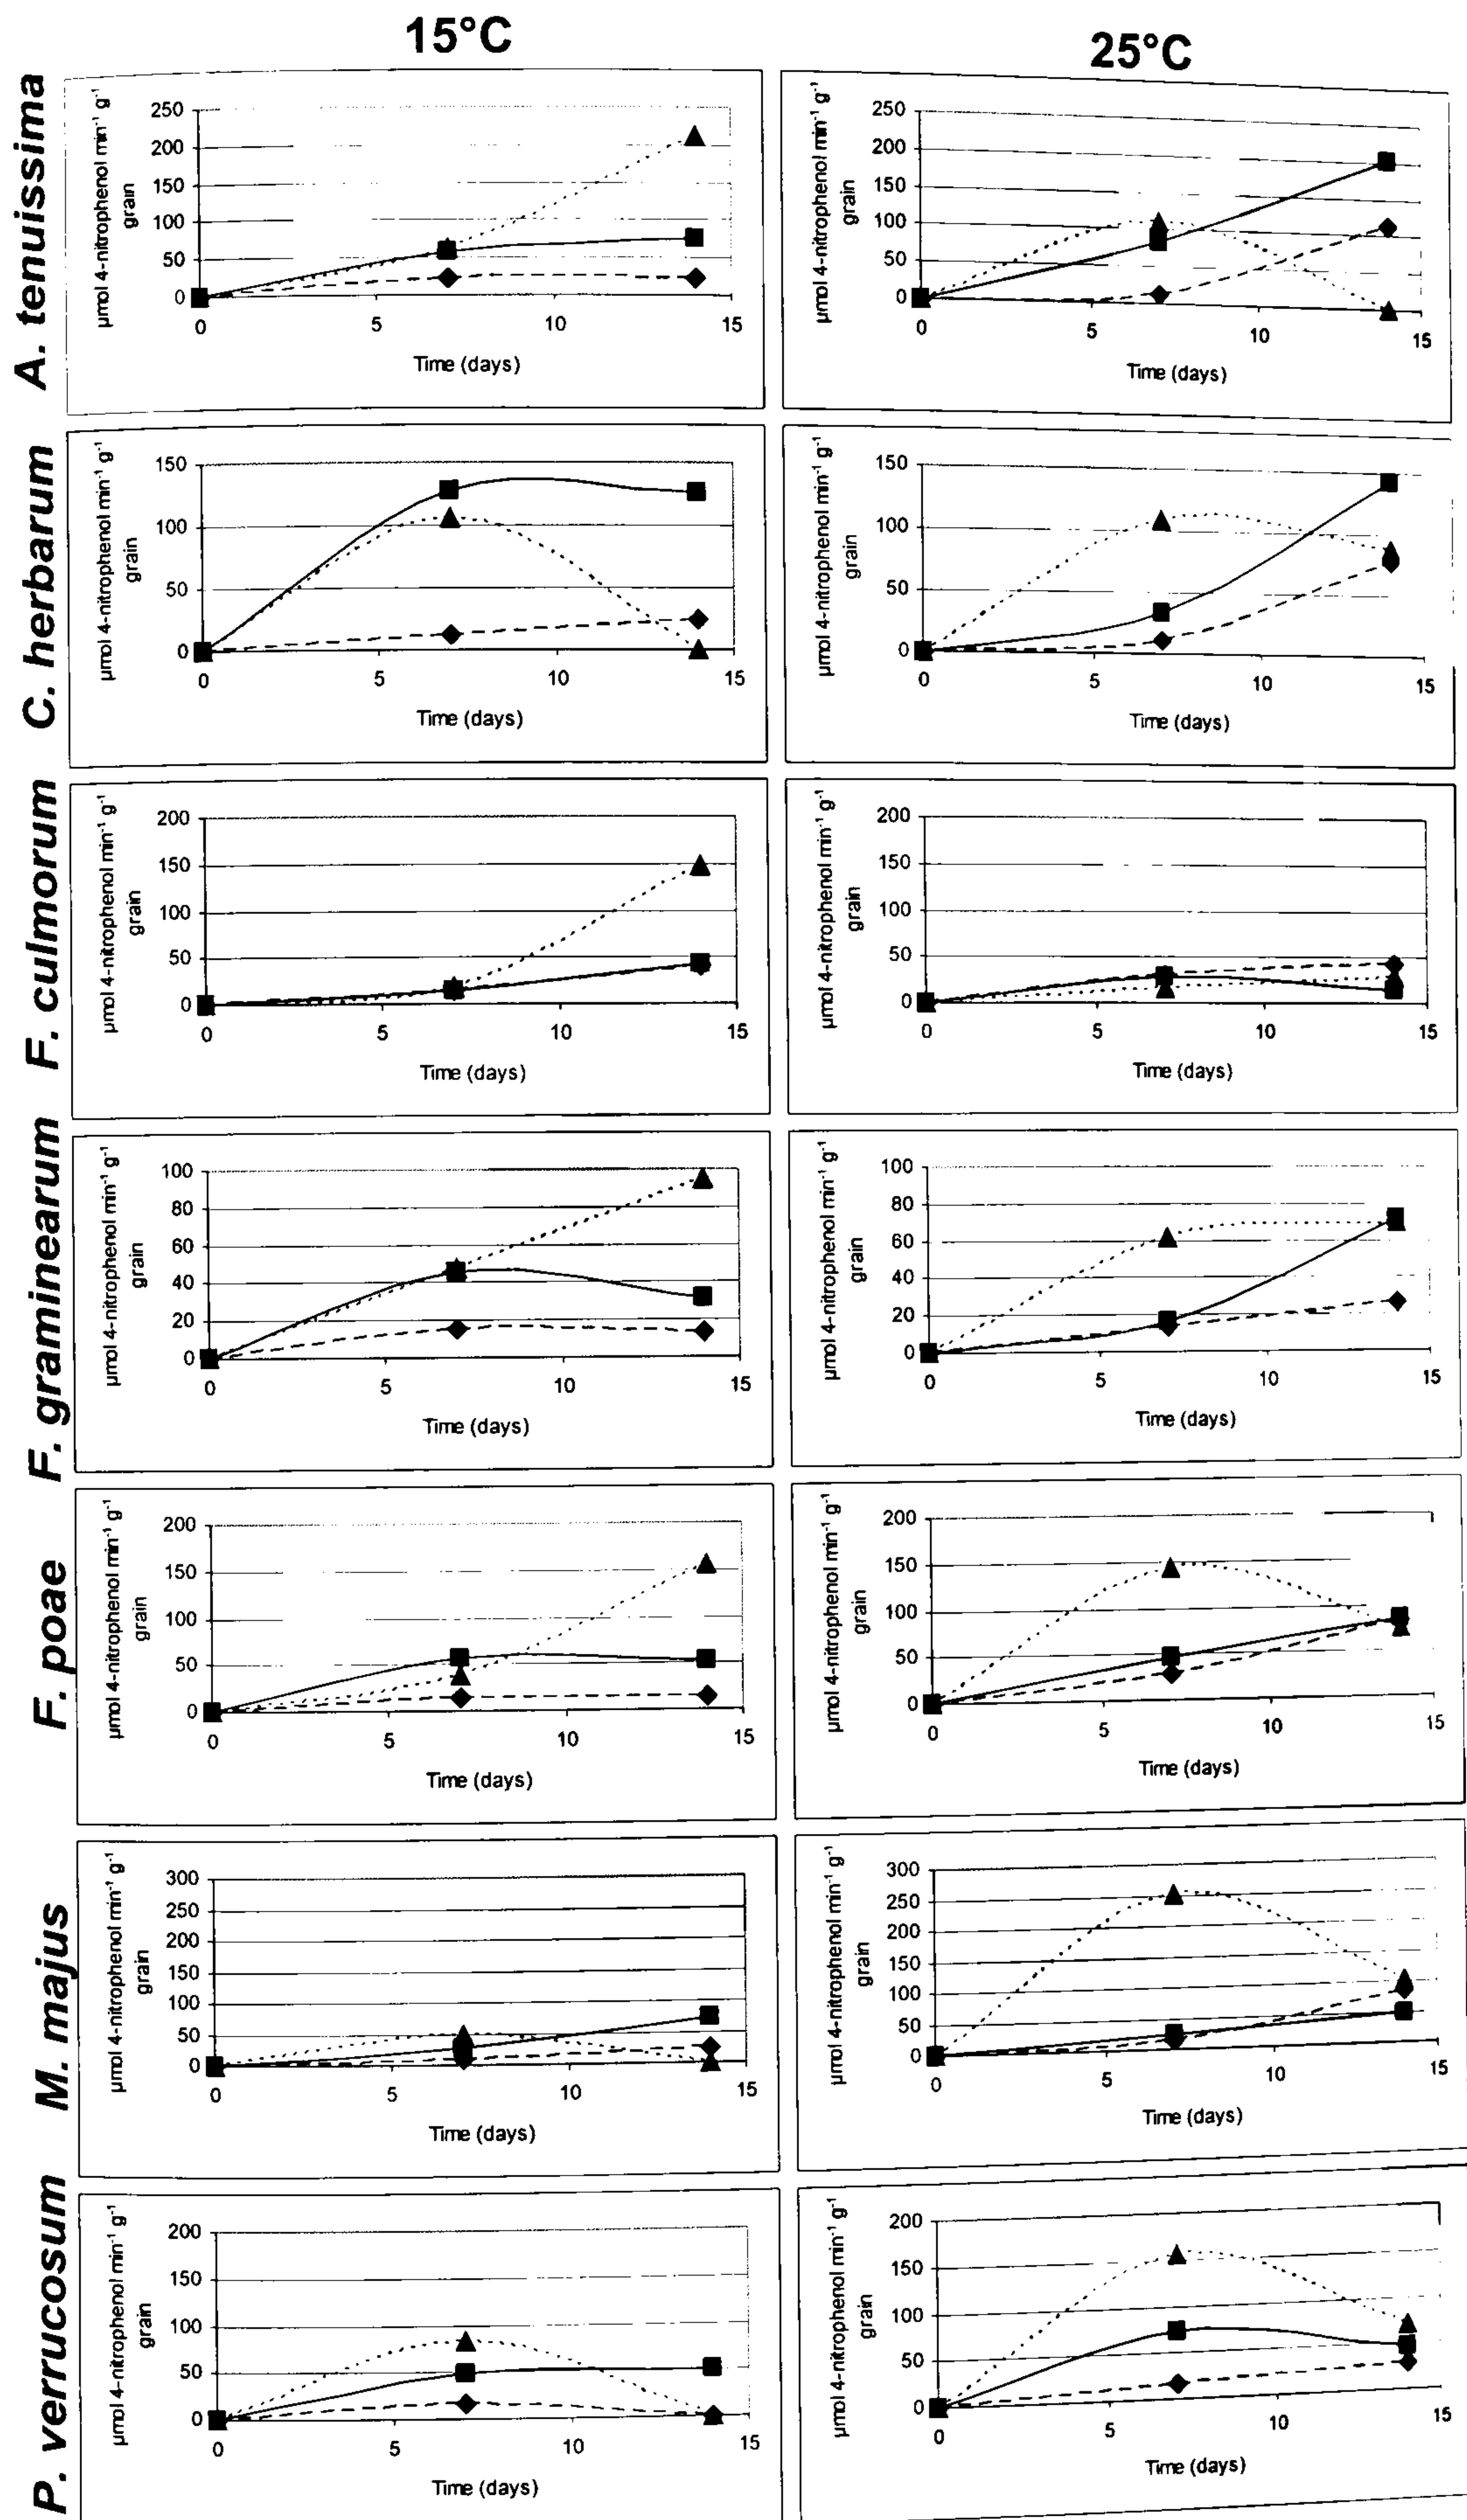 15°C
25°C
A. tenuissima
µmol 4-nitrophenol min⁻¹ g⁻¹
grain
250
200
150
100
50
0
0 5 10 15
Time (days)
µmol 4-nitrophenol min⁻¹ g⁻¹
grain
250
200
150
100
50
0
0 5 10 15
Time (days)
C. herbarum
µmol 4-nitrophenol min⁻¹ g⁻¹
grain
150
100
50
0
0 5 10 15
Time (days)
µmol 4-nitrophenol min⁻¹ g⁻¹
grain
150
100
50
0
0 5 10 15
Time (days)
F. culmorum
µmol 4-nitrophenol min⁻¹ g⁻¹
grain
200
150
100
50
0
0 5 10 15
Time (days)
µmol 4-nitrophenol min⁻¹ g⁻¹
grain
200
150
100
50
0
0 5 10 15
Time (days)
F. graminearum
µmol 4-nitrophenol min⁻¹ g⁻¹
grain
100
80
60
40
20
0
0 5 10 15
Time (days)
µmol 4-nitrophenol min⁻¹ g⁻¹
grain
100
80
60
40
20
0
0 5 10 15
Time (days)
F. poae
µmol 4-nitrophenol min⁻¹ g⁻¹
grain
200
150
100
50
0
0 5 10 15
Time (days)
µmol 4-nitrophenol min⁻¹ g⁻¹
grain
200
150
100
50
0
0 5 10 15
Time (days)
M. majus
µmol 4-nitrophenol min⁻¹ g⁻¹
grain
300
250
200
150
100
50
0
0 5 10 15
Time (days)
µmol 4-nitrophenol min⁻¹ g⁻¹
grain
300
250
200
150
100
50
0
0 5 10 15
Time (days)
P. verrucosum
µmol 4-nitrophenol min⁻¹ g⁻¹
grain
200
150
100
50
0
0 5 10 15
Time (days)
µmol 4-nitrophenol min⁻¹ g⁻¹
grain
200
150
100
50
0
0 5 10 15
Time (days)